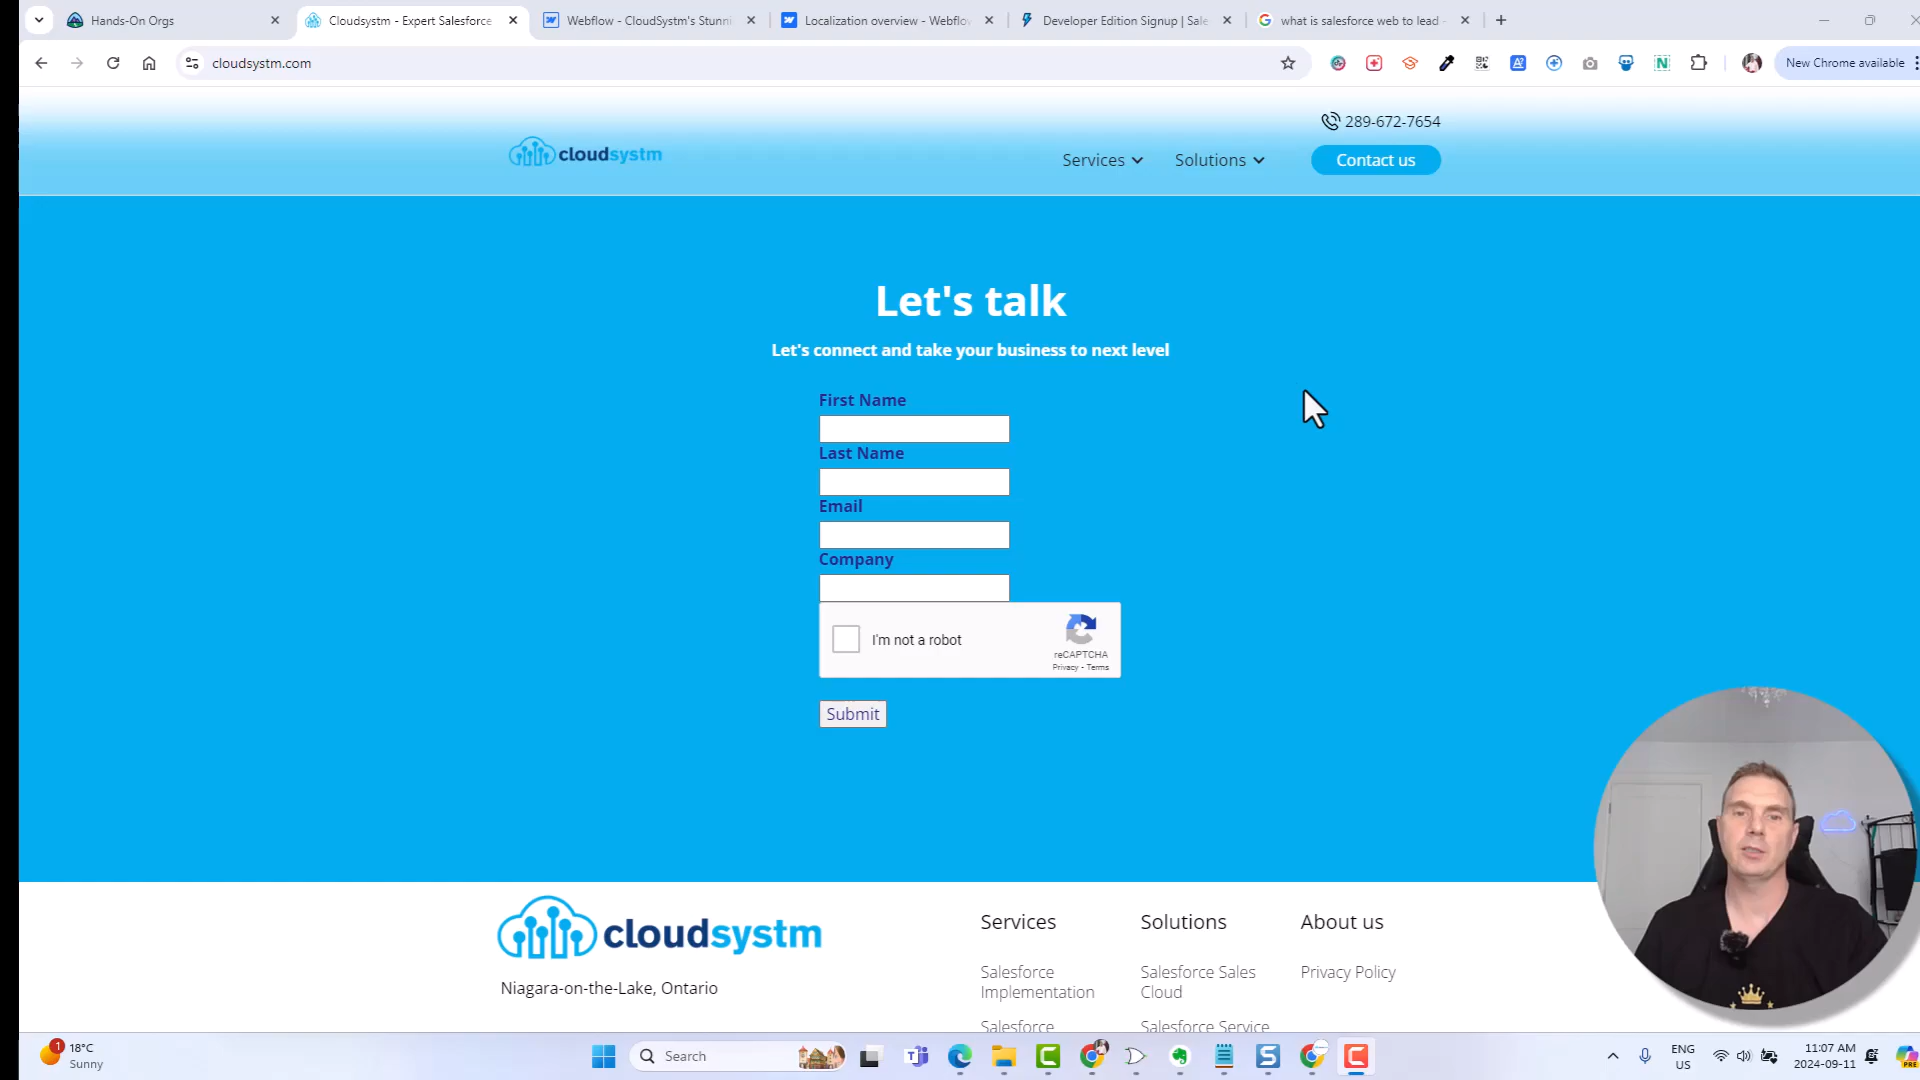 Hands-On Orgs
Cloudsystm - Expert Salesforce
Webflow - CloudSystm's Stunni
Localization overview - Webflow
Developer Edition Signup | Sale
what is salesforce web to lead -
cloudsystm.com
New Chrome available
289-672-7654
cloudsystm
Services
Solutions
Contact us
Let's talk
Let's connect and take your business to next level
First Name
Last Name
Email
Company
I'm not a robot
reCAPTCHA
Privacy - Terms
Submit
cloudsystm
Niagara-on-the-Lake, Ontario
Services
Salesforce
Implementation
Salesforce
Solutions
Salesforce Sales
Cloud
Salesforce Service
About us
Privacy Policy
1
18°C
Sunny
Search
ENG
US
11:07 AM
2024-09-11
PRE